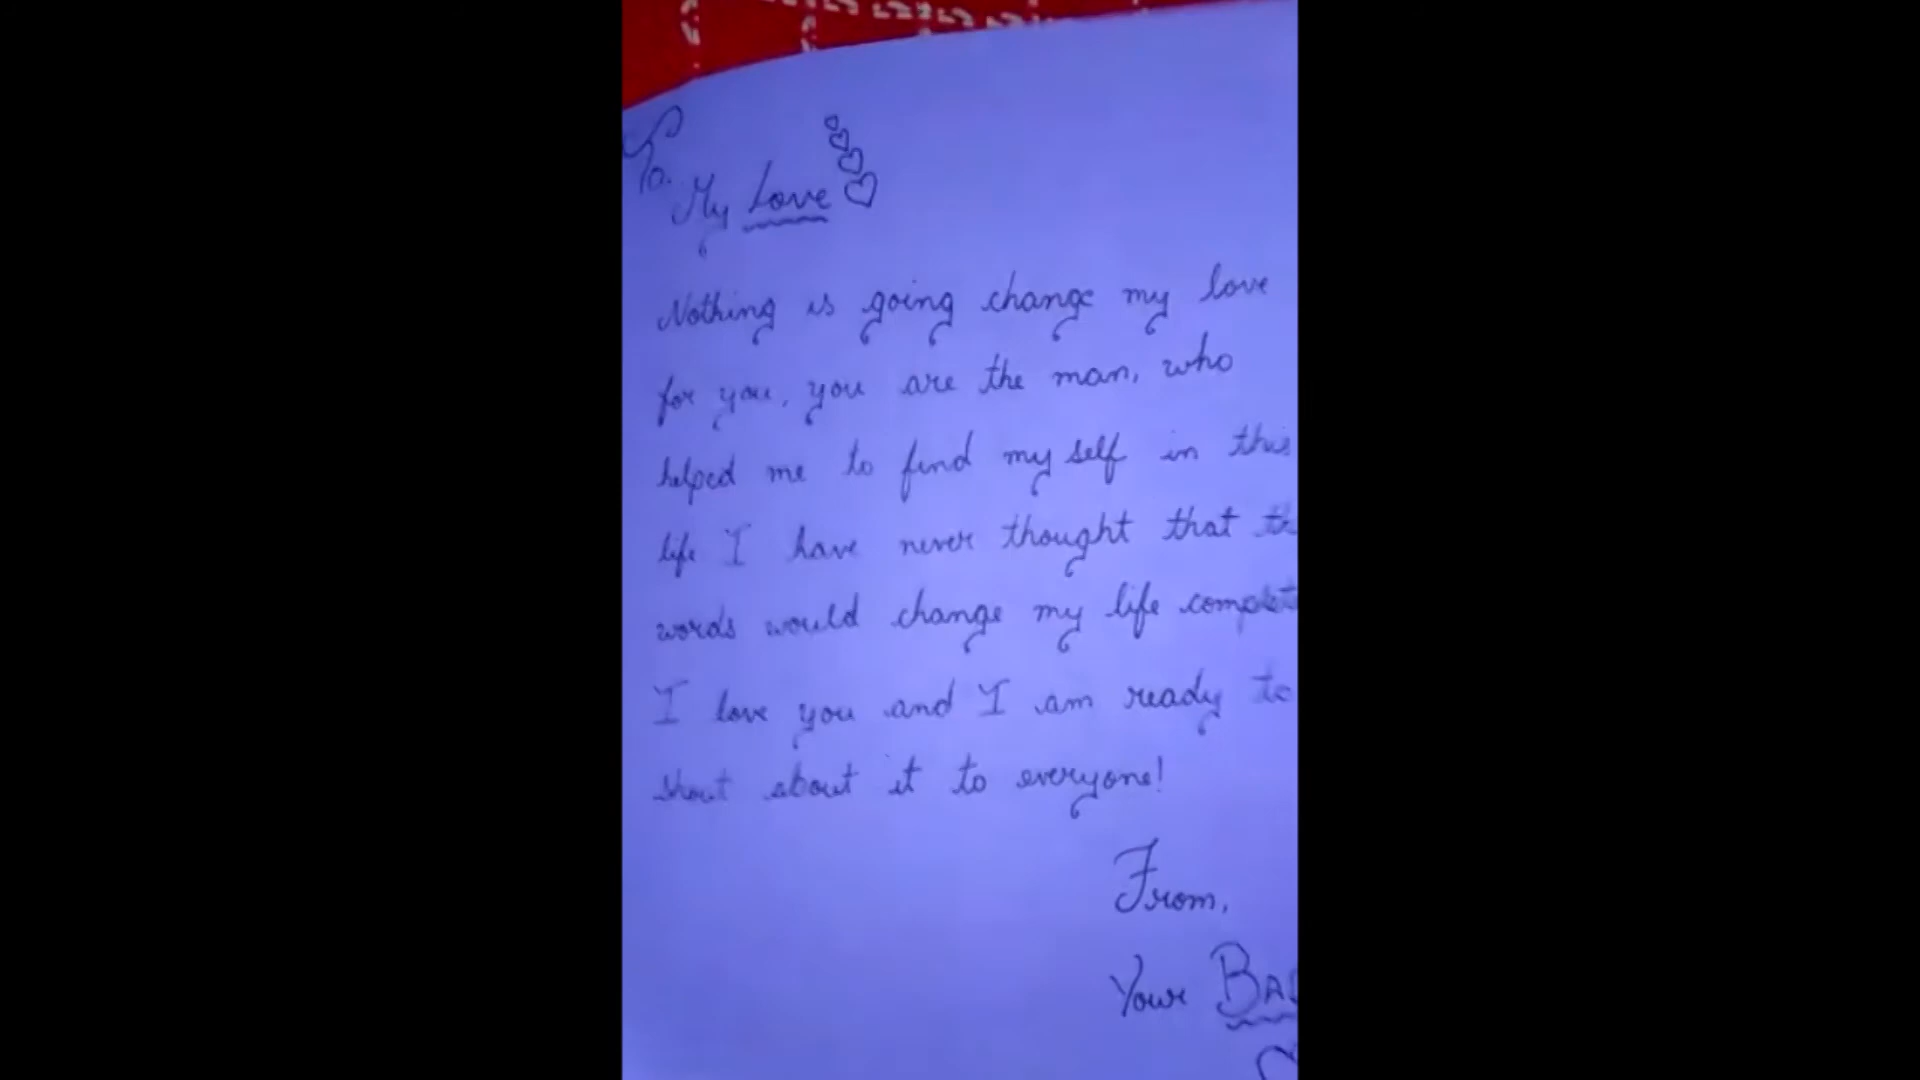 To.
My Love
Nothing is going change my love
for you, you are the man, who
helped me to find my self in this
life I have never thought that
words would change my life
I love you and I am ready to
shout about it to everyone!
From,
Your